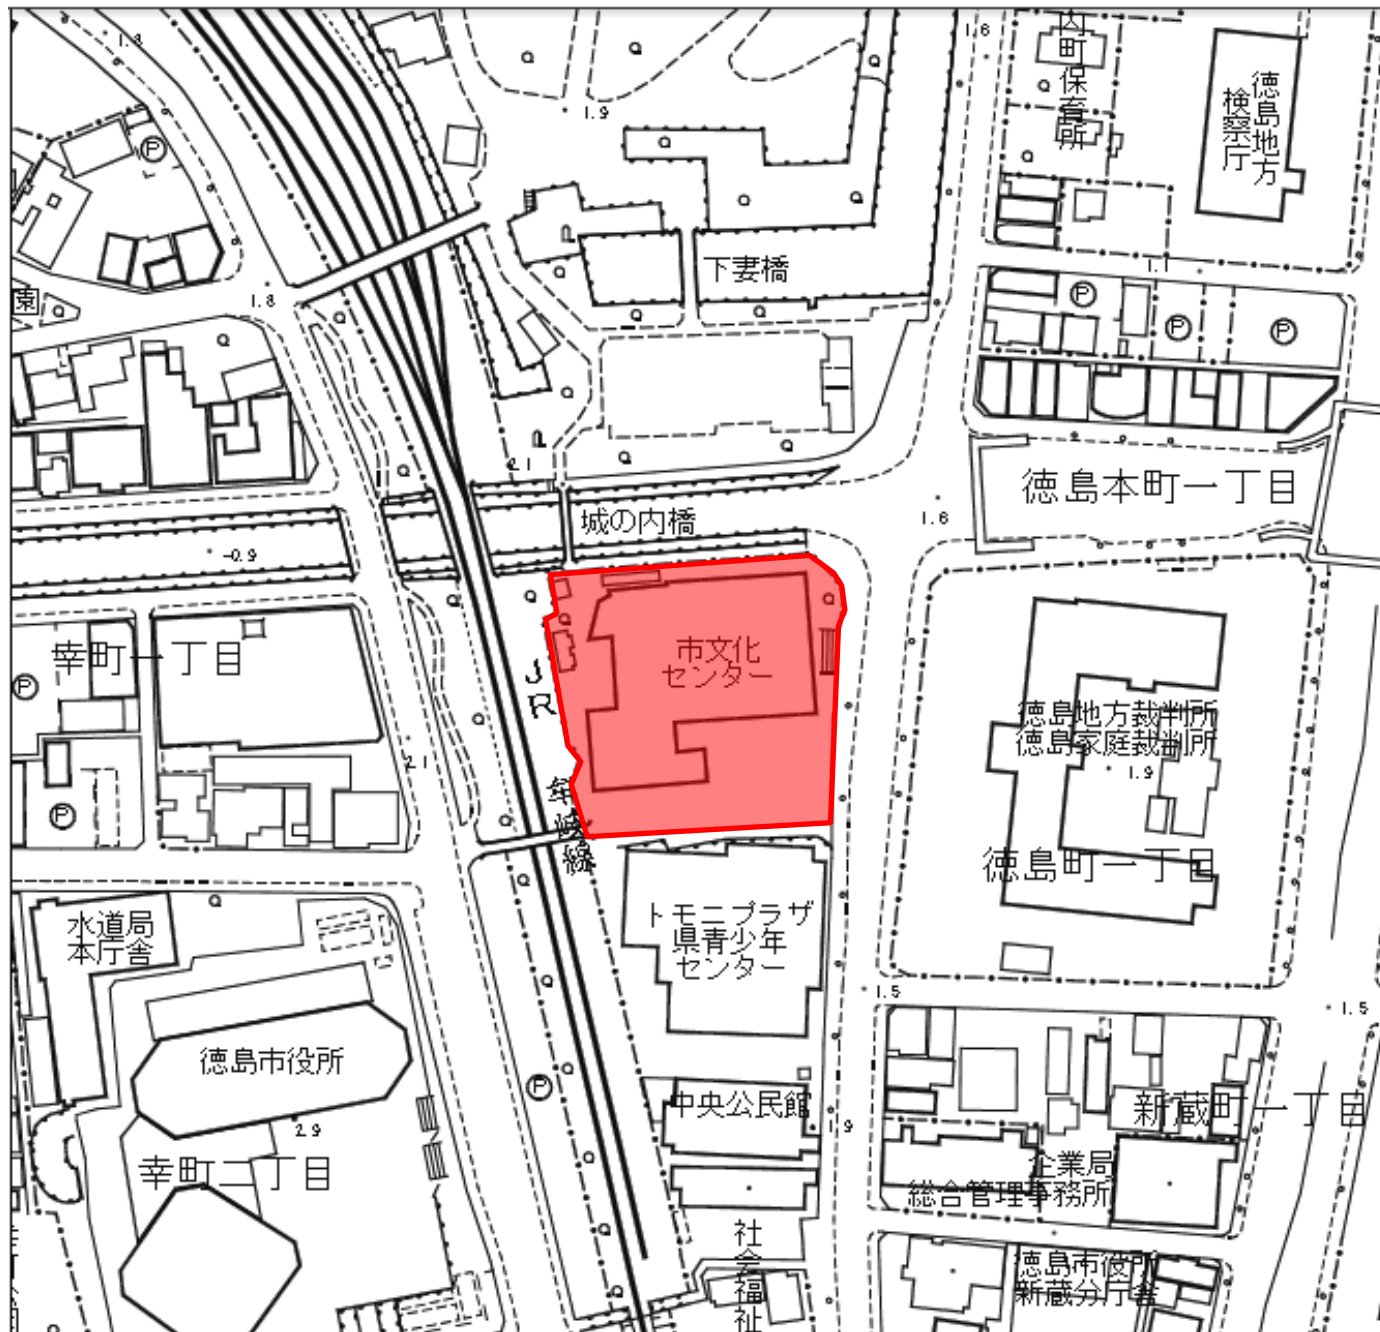 1.8
1.6
内町保育所
徳島地方
検察庁
1.9
P
下妻橋
1.1
園
1.8
P
P
P
2.1
徳島本町一丁目
城の内橋
1.6
-0.9
市文化
センター
幸町一丁目
JR牟岐線
P
徳島地方裁判所
徳島家庭裁判所
1.9
2.1
P
徳島町一丁目
水道局
本庁舎
トモニプラザ
県青少年
センター
1.5
1.5
徳島市役所
P
中央公民館
新蔵町一丁目
2.9
1.9
幸町二丁目
企業局
総合管理事務所
社会福祉
徳島市役所
新蔵分庁舎